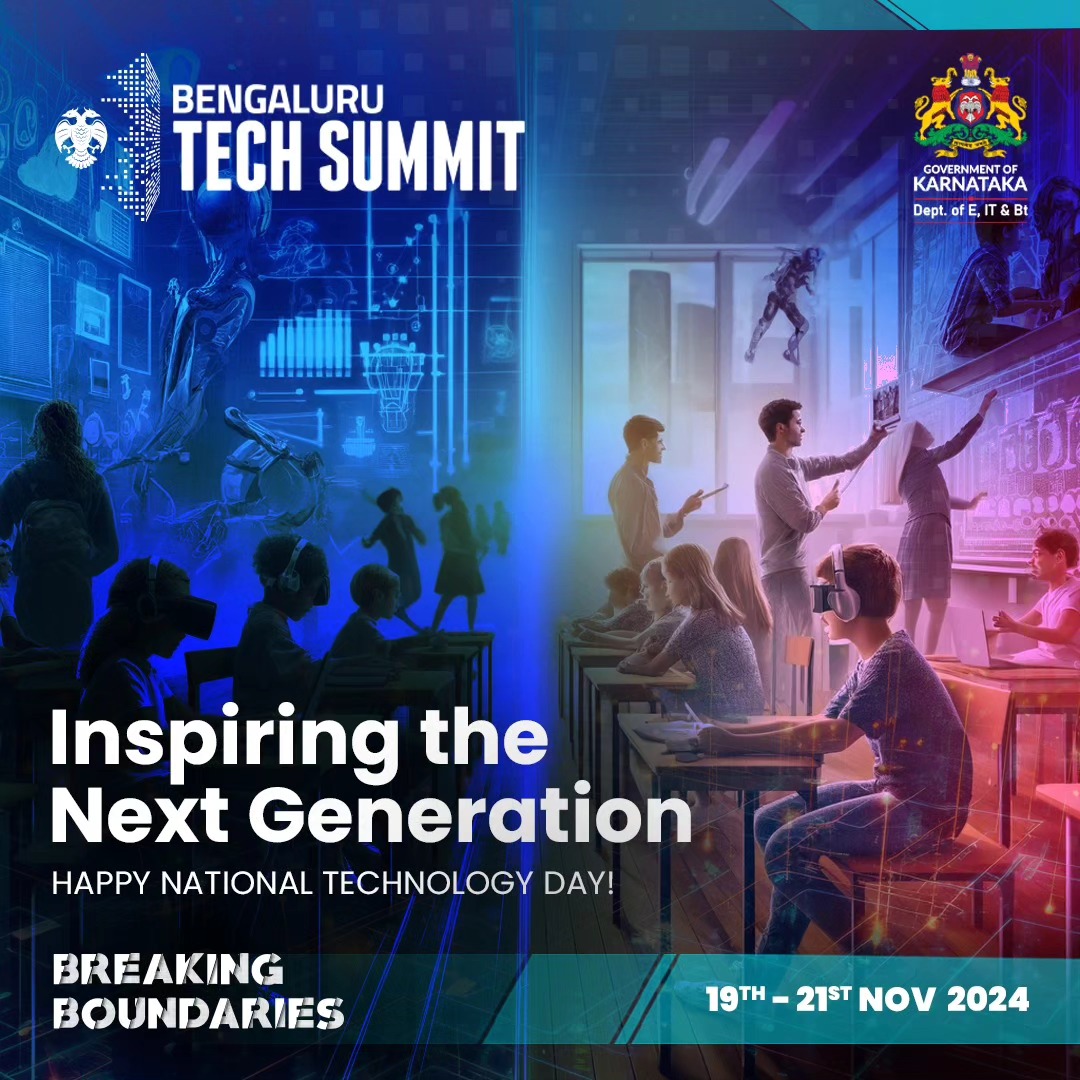 BENGALURU
TECH SUMMIT
GOVERNMENT OF
KARNATAKA
Dept. of E, IT & Bt
Inspiring the
Next Generation
HAPPY NATIONAL TECHNOLOGY DAY!
BREAKING
BOUNDARIES
19TH – 21ST NOV 2024